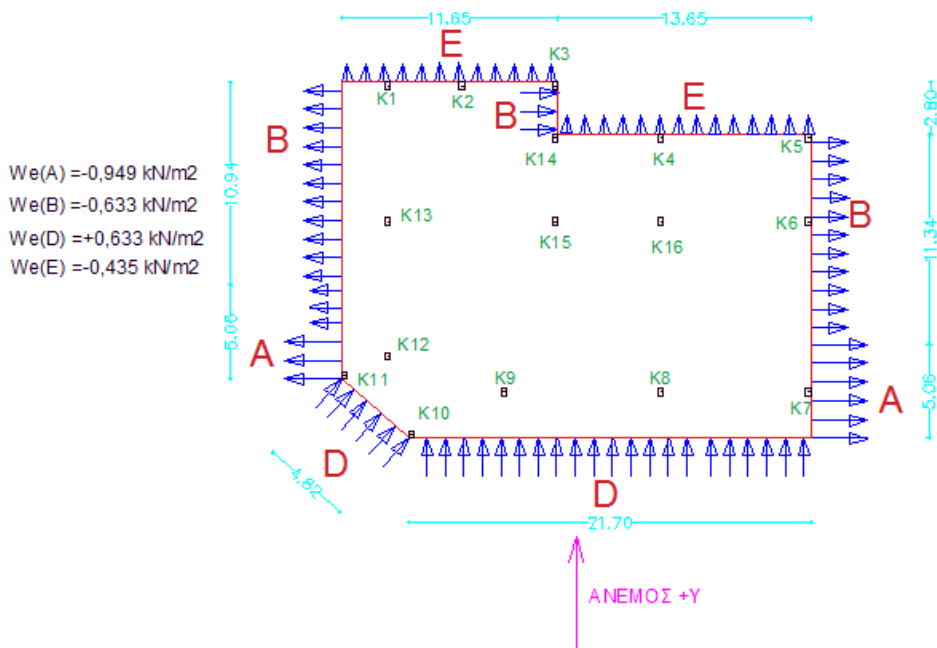 11.65
13.65
E
K3
K1
K2
B
E
2.80
B
K14
K4
K5
We(A) =-0,949 kN/m2
We(B) =-0,633 kN/m2
We(D) =+0,633 kN/m2
We(E) =-0,435 kN/m2
10.94
K13
K15
K16
K6
B
11.34
5.06
A
K12
K11
K9
K8
K7
A
5.06
K10
D
4.82
D
21.70
ΑΝΕΜΟΣ +Υ